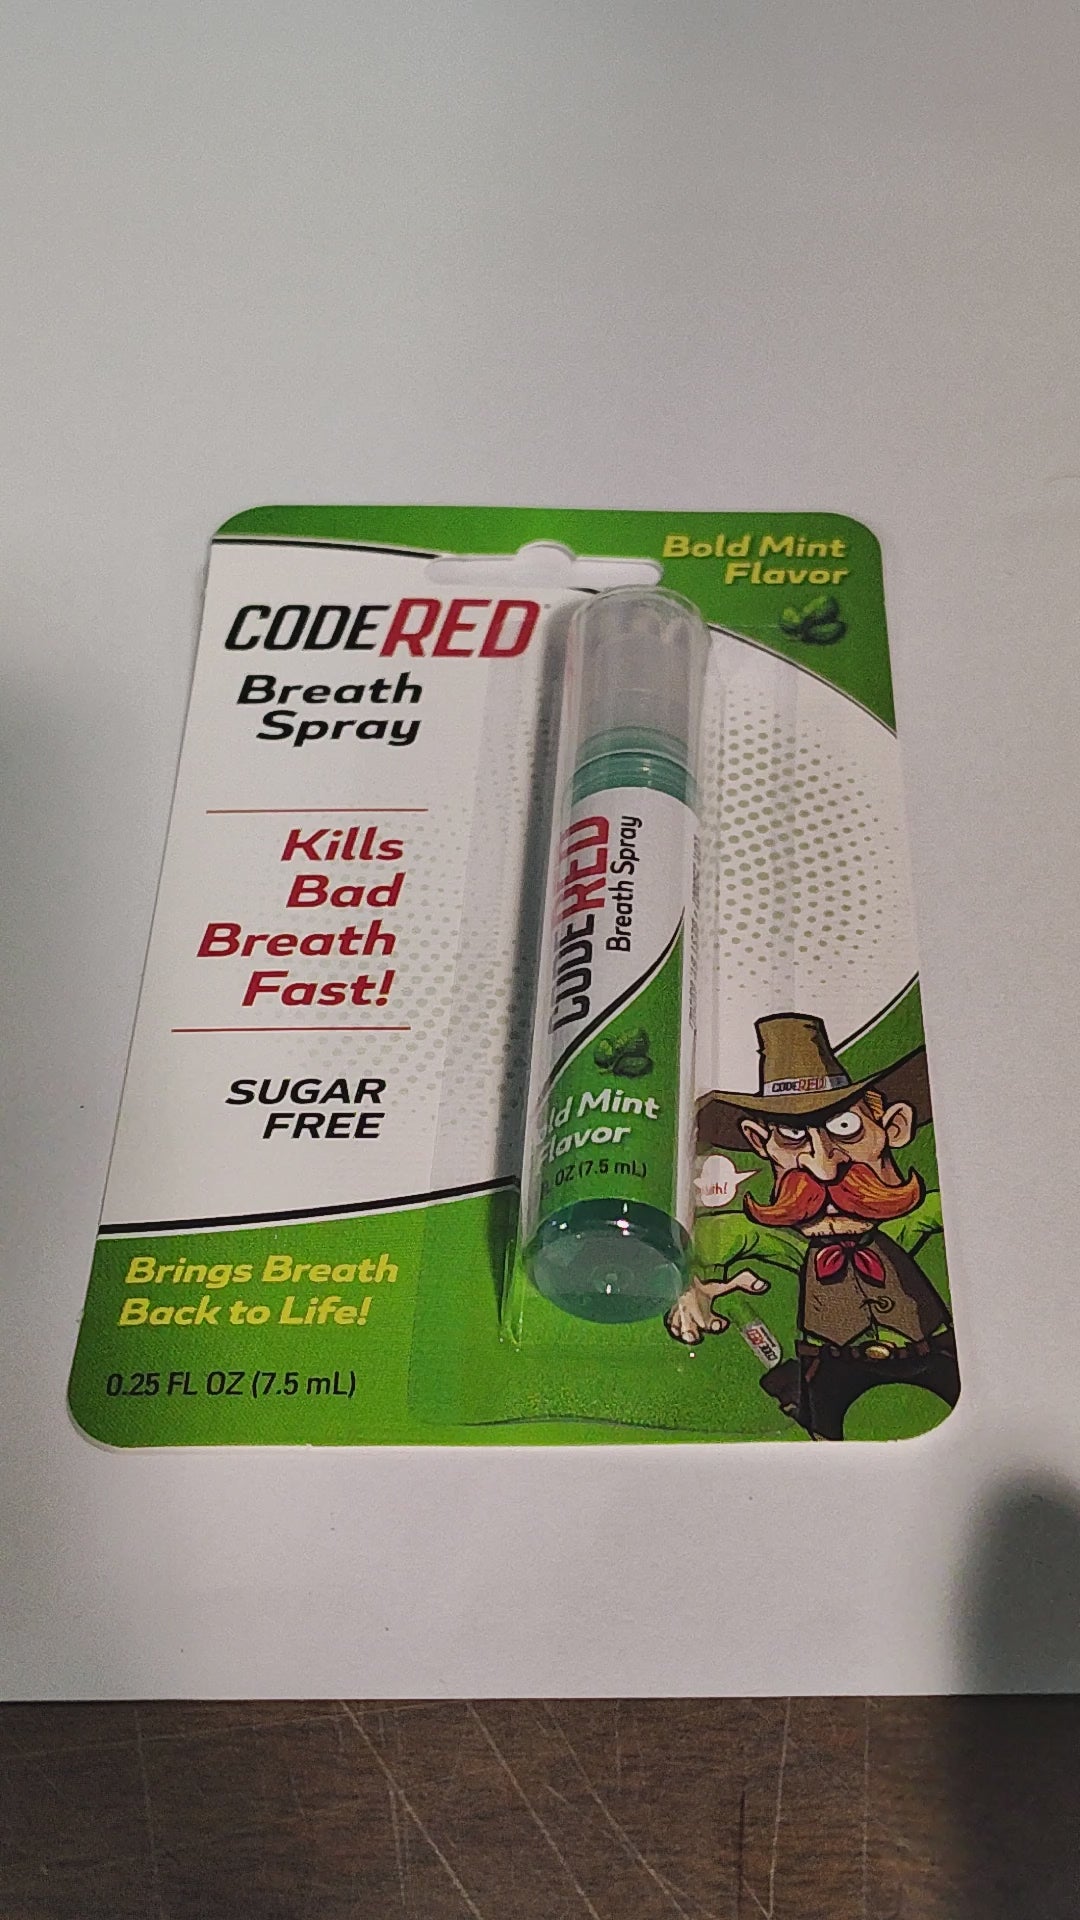 Bold Mint
Flavor
CODERED
Breath
Spray
Kills
Bad
Breath
Fast!
SUGAR
FREE
Brings Breath
Back to Life!
0.25 FL OZ (7.5 mL)
CODERED
Breath Spray
Mint
Flavor
OZ (7.5 mL)
CODERED